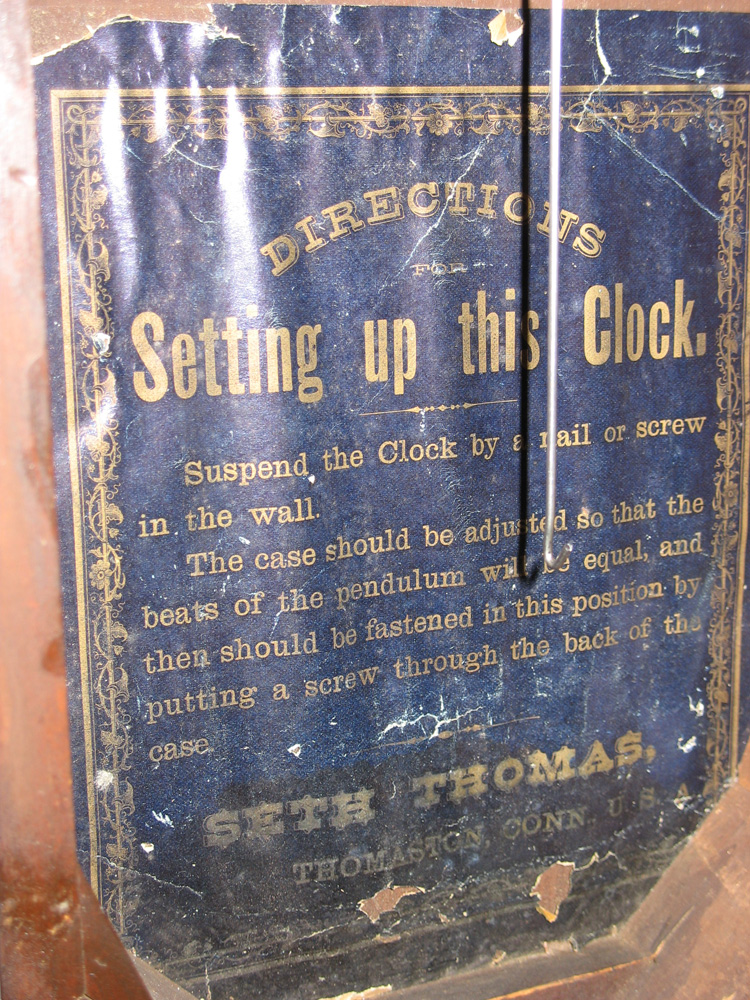 DIRECTIONS
FOR
Setting up this Clock.
Suspend the Clock by a nail or screw
in the wall.
The case should be adjusted so that the
beats of the pendulum will be equal, and
then should be fastened in this position by
putting a screw through the back of the
case
SETH THOMAS,
THOMASTON, CONN U.S.A